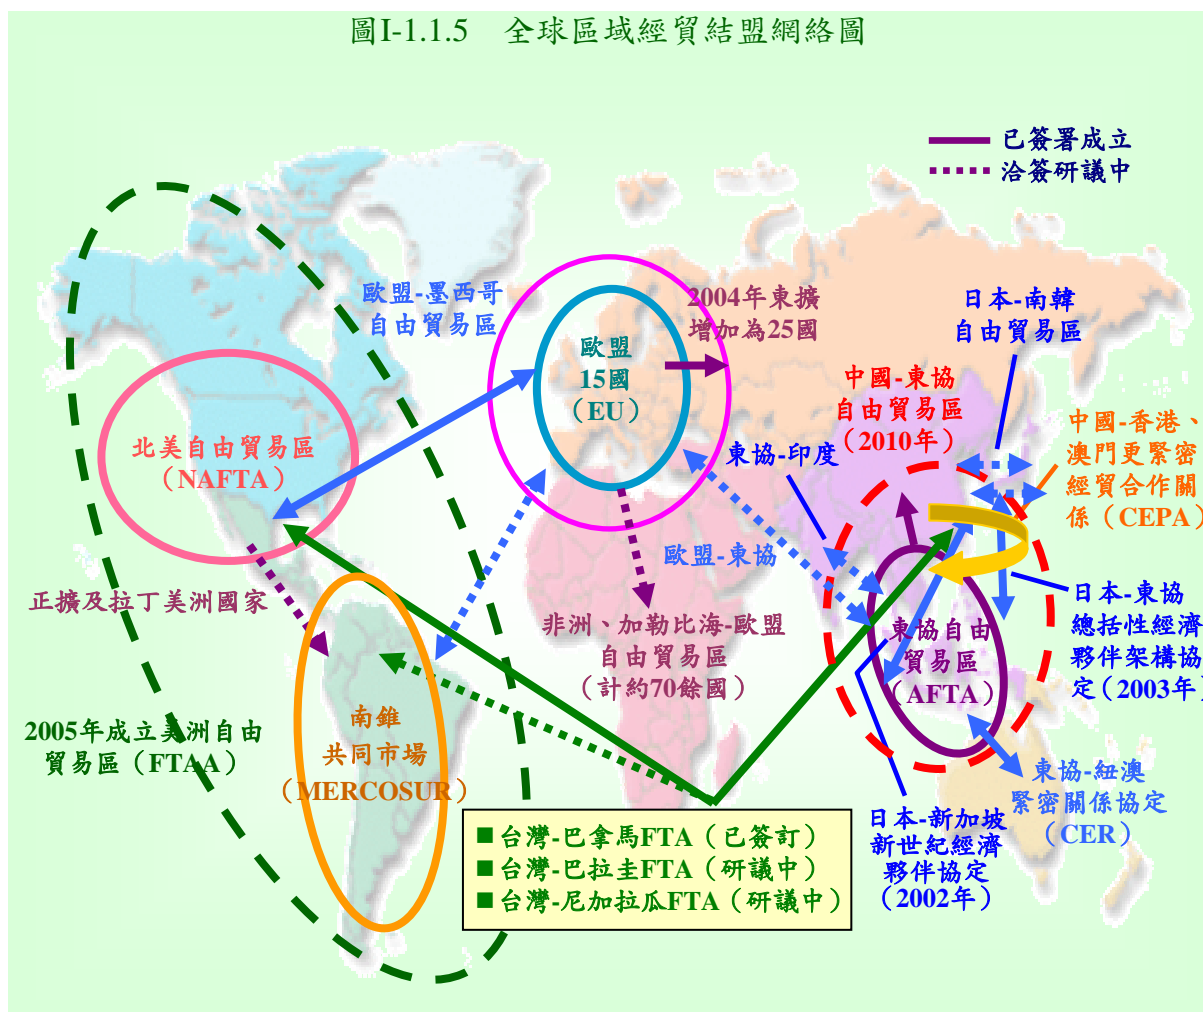 圖I-1.1.5 全球區域經貿結盟網絡圖
已簽署成立
洽簽研議中
歐盟-墨西哥
自由貿易區
2004年東擴
增加為25國
日本-南韓
自由貿易區
歐盟
15國
（EU）
中國-東協
自由貿易區
（2010年）
北美自由貿易區
（NAFTA）
東協-印度
中國-香港、
澳門更緊密
經貿合作關
係（CEPA）
歐盟-東協
正擴及拉丁美洲國家
非洲、加勒比海-歐盟
自由貿易區
（計約70餘國）
東協自由
貿易區
（AFTA）
日本-東協
總括性經濟
夥伴架構協
定（2003年）
2005年成立美洲自由
貿易區（FTAA）
南錐
共同市場
（MERCOSUR）
東協-紐澳
緊密關係協定
（CER）
日本-新加坡
新世紀經濟
夥伴協定
（2002年）
■台灣-巴拿馬FTA（已簽訂）
■台灣-巴拉圭FTA（研議中）
■台灣-尼加拉瓜FTA（研議中）